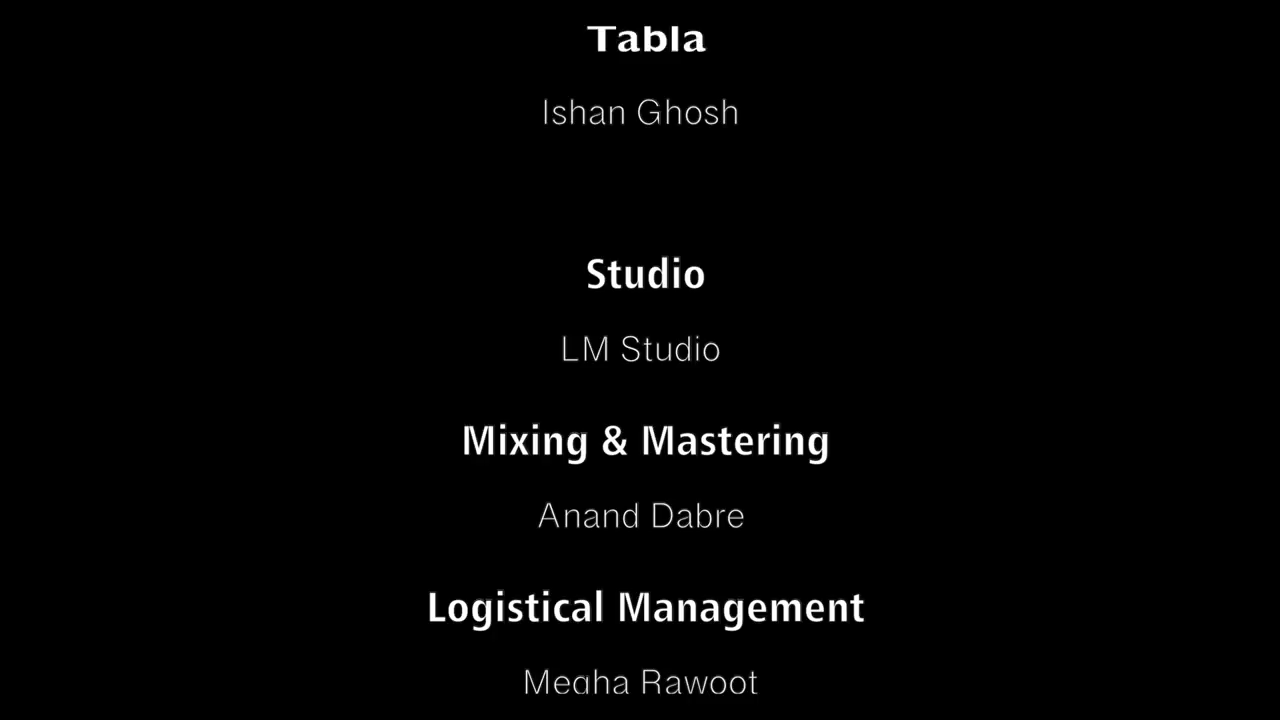 Tabla
Ishan Ghosh
Studio
LM Studio
Mixing & Mastering
Anand Dabre
Logistical Management
Megha Rawoot